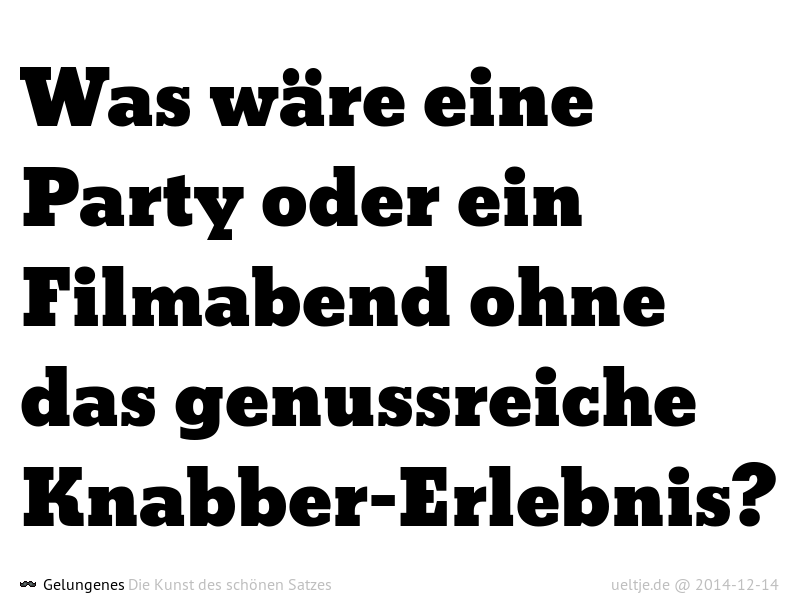 Was wäre eine
Party oder ein
Filmabend ohne
das genussreiche
Knabber-Erlebnis?
Gelungenes Die Kunst des schönen Satzes
ueltje.de @ 2014-12-14